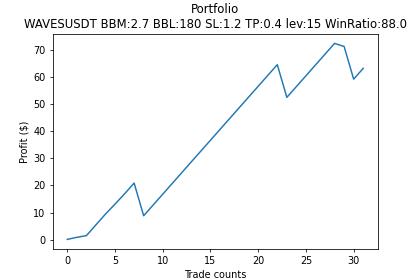 Portfolio
WAVESUSDT BBM:2.7 BBL:180 SL:1.2 TP:0.4 lev:15 WinRatio:88.0
Profit ($)
70
60
50
40
30
20
10
0
0 5 10 15 20 25 30
Trade counts